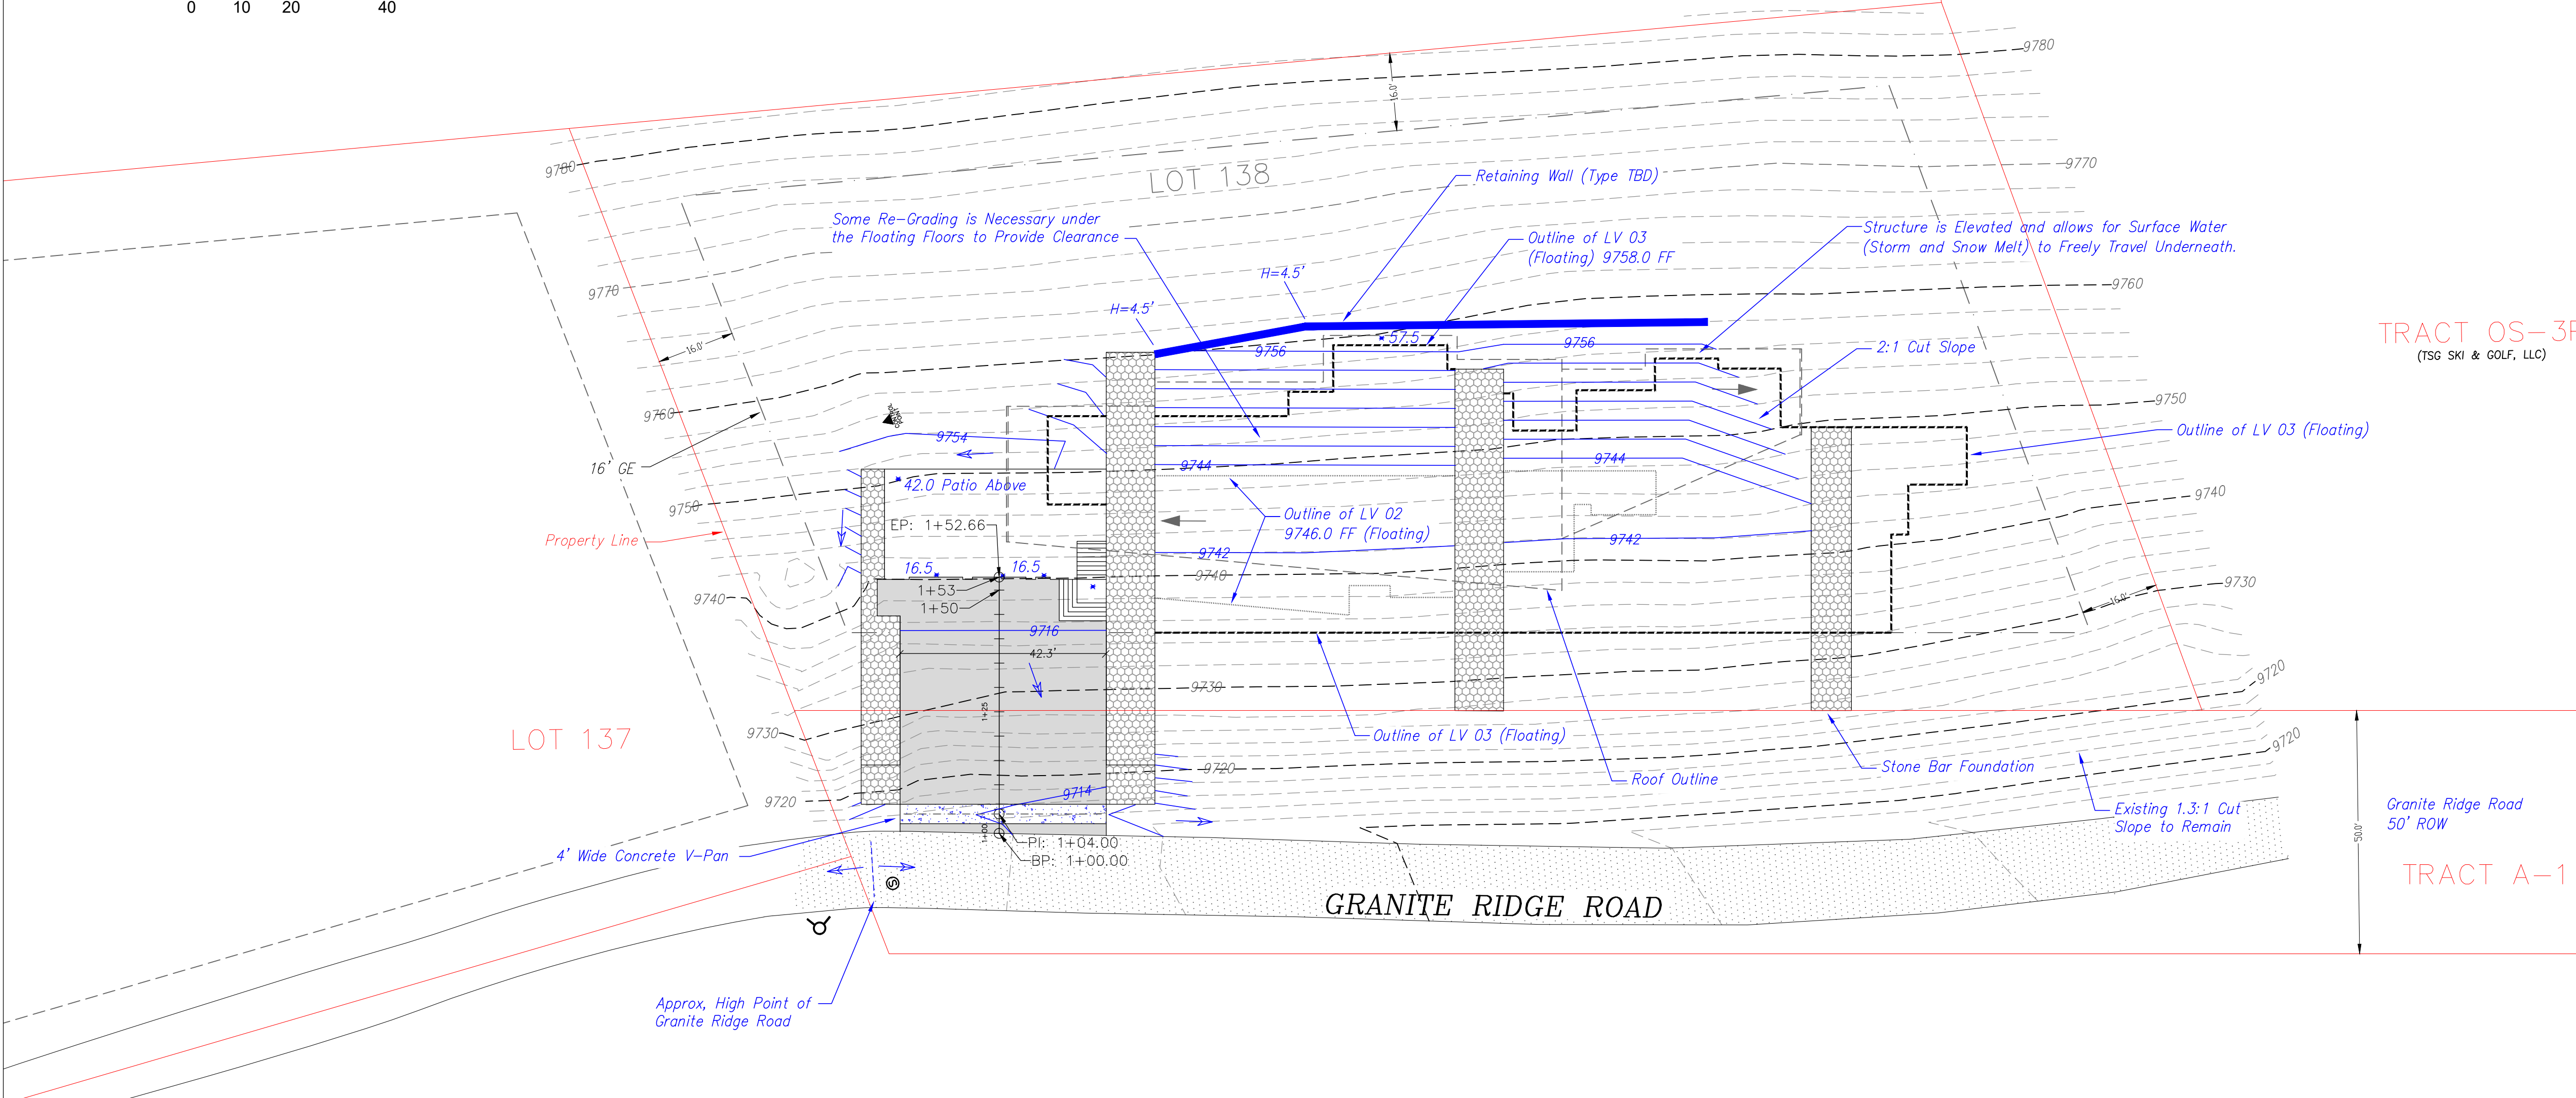 0 10 20 40
9780
16.0'
9780
LOT 138
Retaining Wall (Type TBD)
9770
Some Re-Grading is Necessary under
the Floating Floors to Provide Clearance
Outline of LV 03
(Floating) 9758.0 FF
Structure is Elevated and allows for Surface Water
(Storm and Snow Melt) to Freely Travel Underneath.
H=4.5'
9770
9760
H=4.5'
16.0'
57.5
9756
9756
2:1 Cut Slope
TRACT OS-3
(TSG SKI & GOLF, LLC)
9760
CONTROL
POINT
9750
9754
Outline of LV 03 (Floating)
16' GE
9744
9744
42.0 Patio Above
9750
9740
EP: 1+52.66
Outline of LV 02
9746.0 FF (Floating)
Property Line
9742
9742
16.5
16.5
9740
9730
1+53
1+50
9740
16.0'
9716
42.3'
9720
9730
1+25
LOT 137
9730
Outline of LV 03 (Floating)
9720
9720
Stone Bar Foundation
Roof Outline
9714
9720
Existing 1.3:1 Cut
Slope to Remain
Granite Ridge Road
50' ROW
50.0'
1+00
PI: 1+04.00
BP: 1+00.00
4' Wide Concrete V-Pan
TRACT A-1
S
GRANITE RIDGE ROAD
Approx, High Point of
Granite Ridge Road